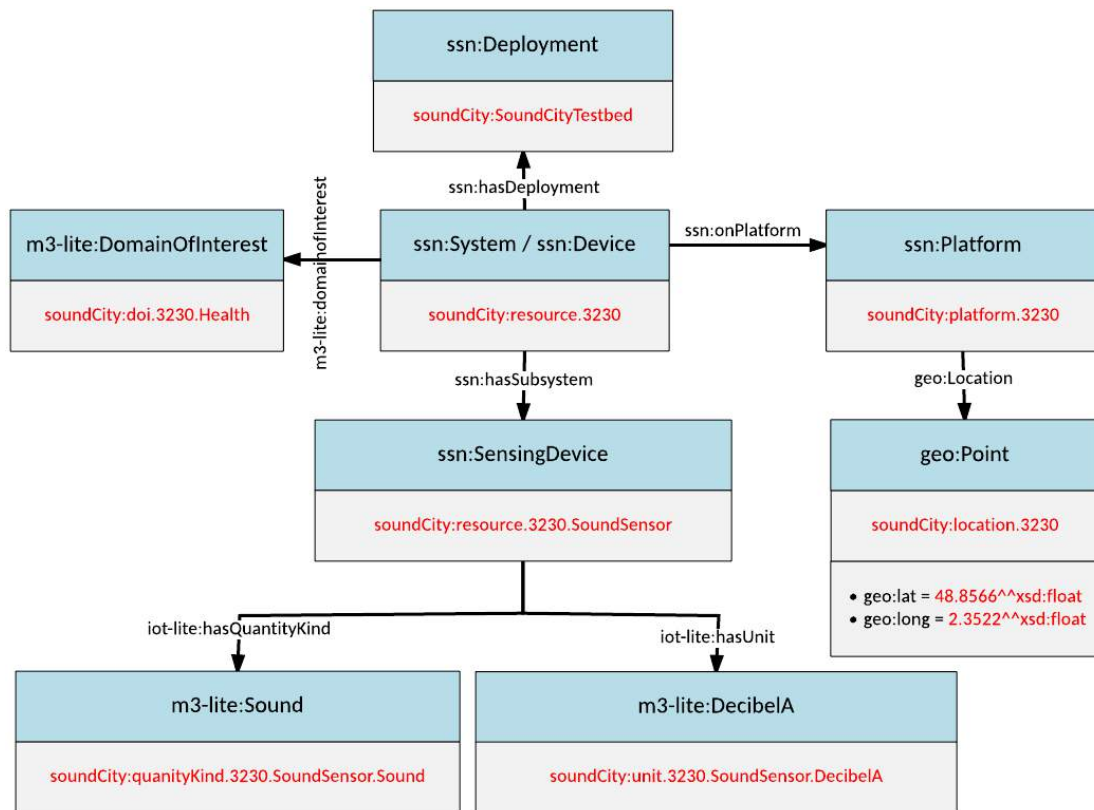 ssn:Deployment
soundCity:SoundCityTestbed
ssn:hasDeployment
m3-lite:DomainOfInterest
soundCity:doi.3230.Health
m3-lite:domainofInterest
ssn:System / ssn:Device
soundCity:resource.3230
ssn:onPlatform
ssn:Platform
soundCity:platform.3230
ssn:hasSubsystem
geo:Location
ssn:SensingDevice
soundCity:resource.3230.SoundSensor
geo:Point
soundCity:location.3230
• geo:lat = 48.8566^^xsd:float
• geo:long = 2.3522^^xsd:float
iot-lite:hasQuantityKind
iot-lite:hasUnit
m3-lite:Sound
soundCity:quanityKind.3230.SoundSensor.Sound
m3-lite:DecibelA
soundCity:unit.3230.SoundSensor.DecibelA